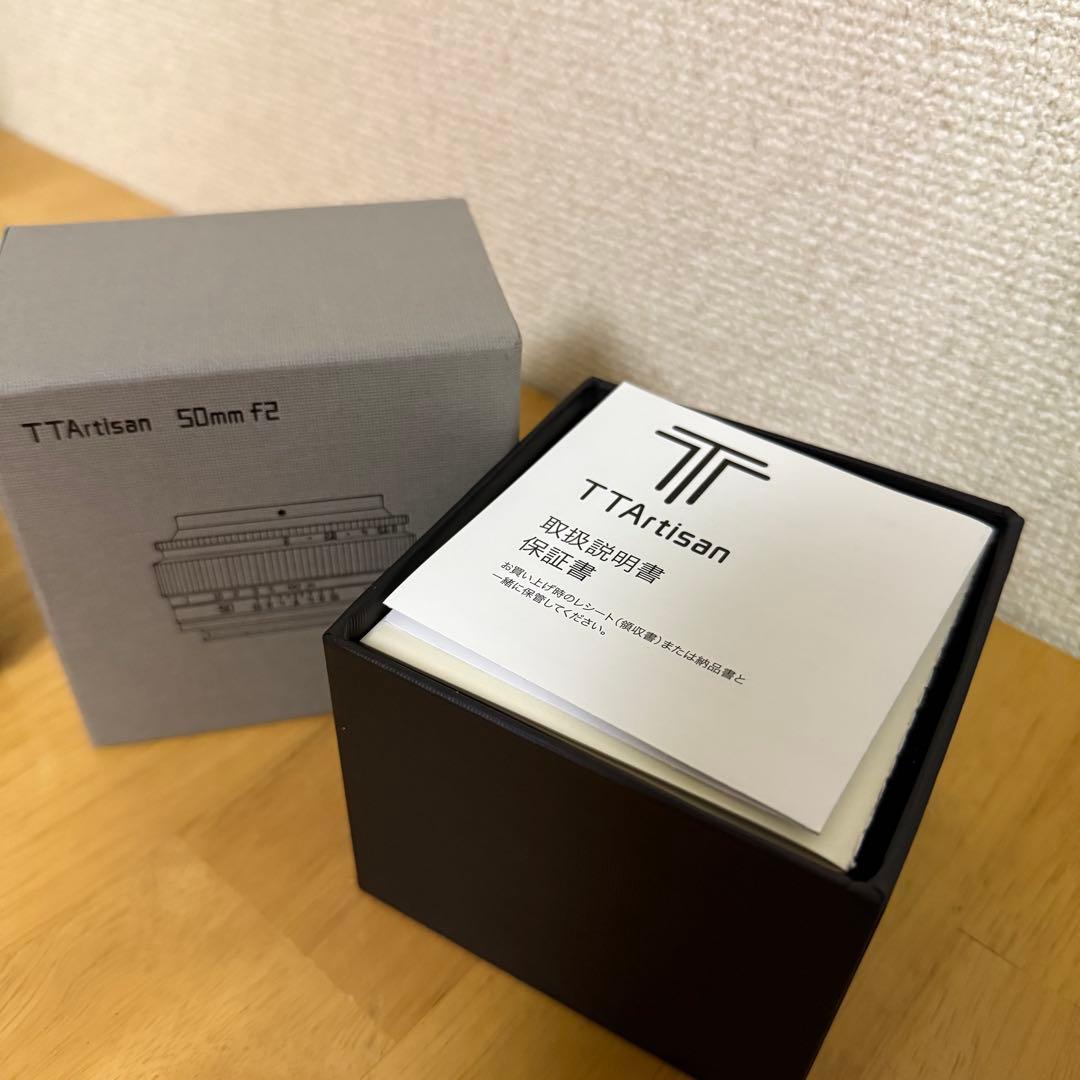 TTArtisan 50mm f2
TTArtisan
取扱説明書
保証書
お買い上げ時のレシート（領収書）または納品書と
一緒に保管してください。